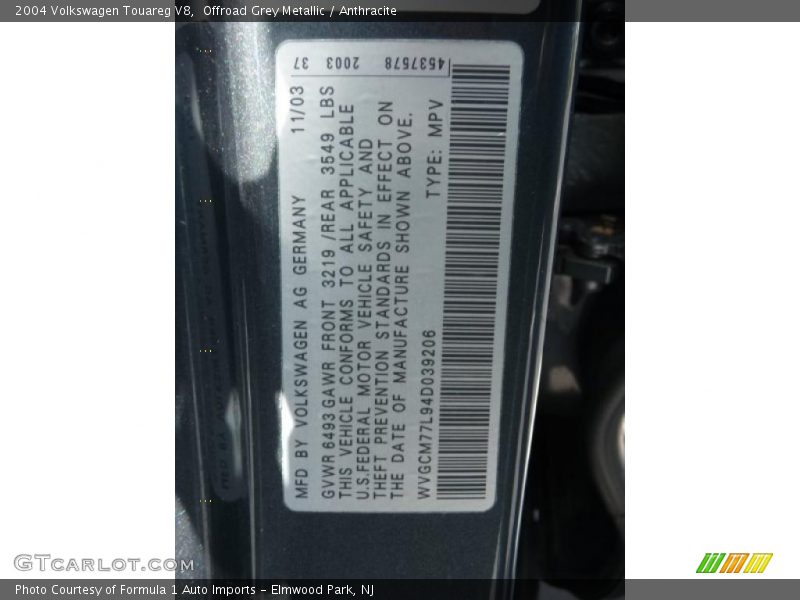 2004 Volkswagen Touareg V8,  Offroad Grey Metallic / Anthracite
37 2003 4537578
MFD BY VOLKSWAGEN AG GERMANY 11/03
GVWR 6493 GAWR FRONT 3219 /REAR 3549 LBS
THIS VEHICLE CONFORMS TO ALL APPLICABLE
U.S.FEDERAL MOTOR VEHICLE SAFETY AND
THEFT PREVENTION STANDARDS IN EFFECT ON
THE DATE OF MANUFACTURE SHOWN ABOVE.
WVGCM77L94D039206 TYPE: MPV
GTCarlot.com
Photo Courtesy of Formula 1 Auto Imports – Elmwood Park, NJ